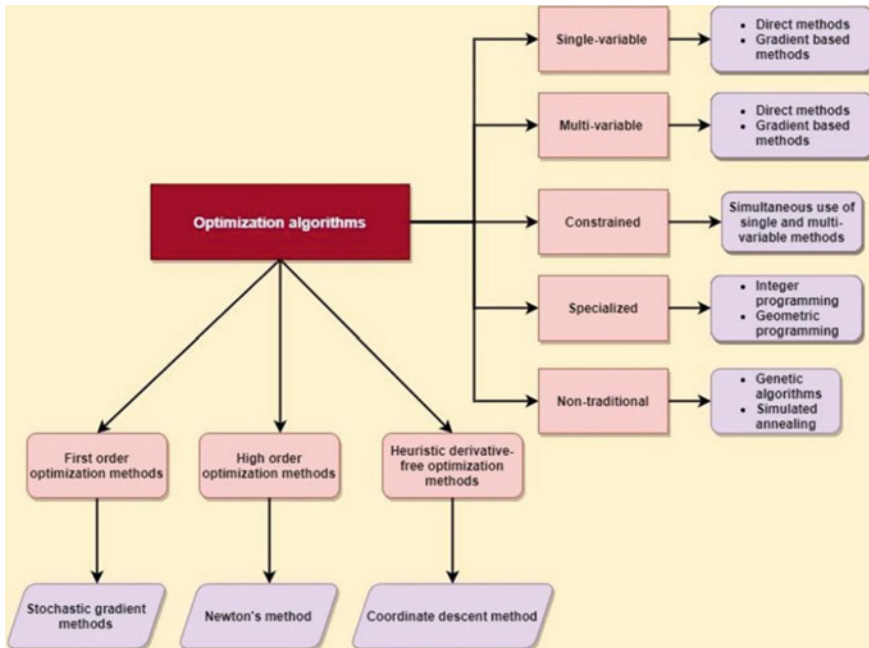 Single-variable
• Direct methods
• Gradient based
methods
Multi-variable
• Direct methods
• Gradient based
methods
Optimization algorithms
Constrained
Simultaneous use of
single and multi-
variable methods
Specialized
• Integer
programming
• Geometric
programming
Non-traditional
• Genetic
algorithms
• Simulated
annealing
First order
optimization methods
High order
optimization methods
Heuristic derivative-
free optimization
methods
Stochastic gradient
methods
Newton's method
Coordinate descent method